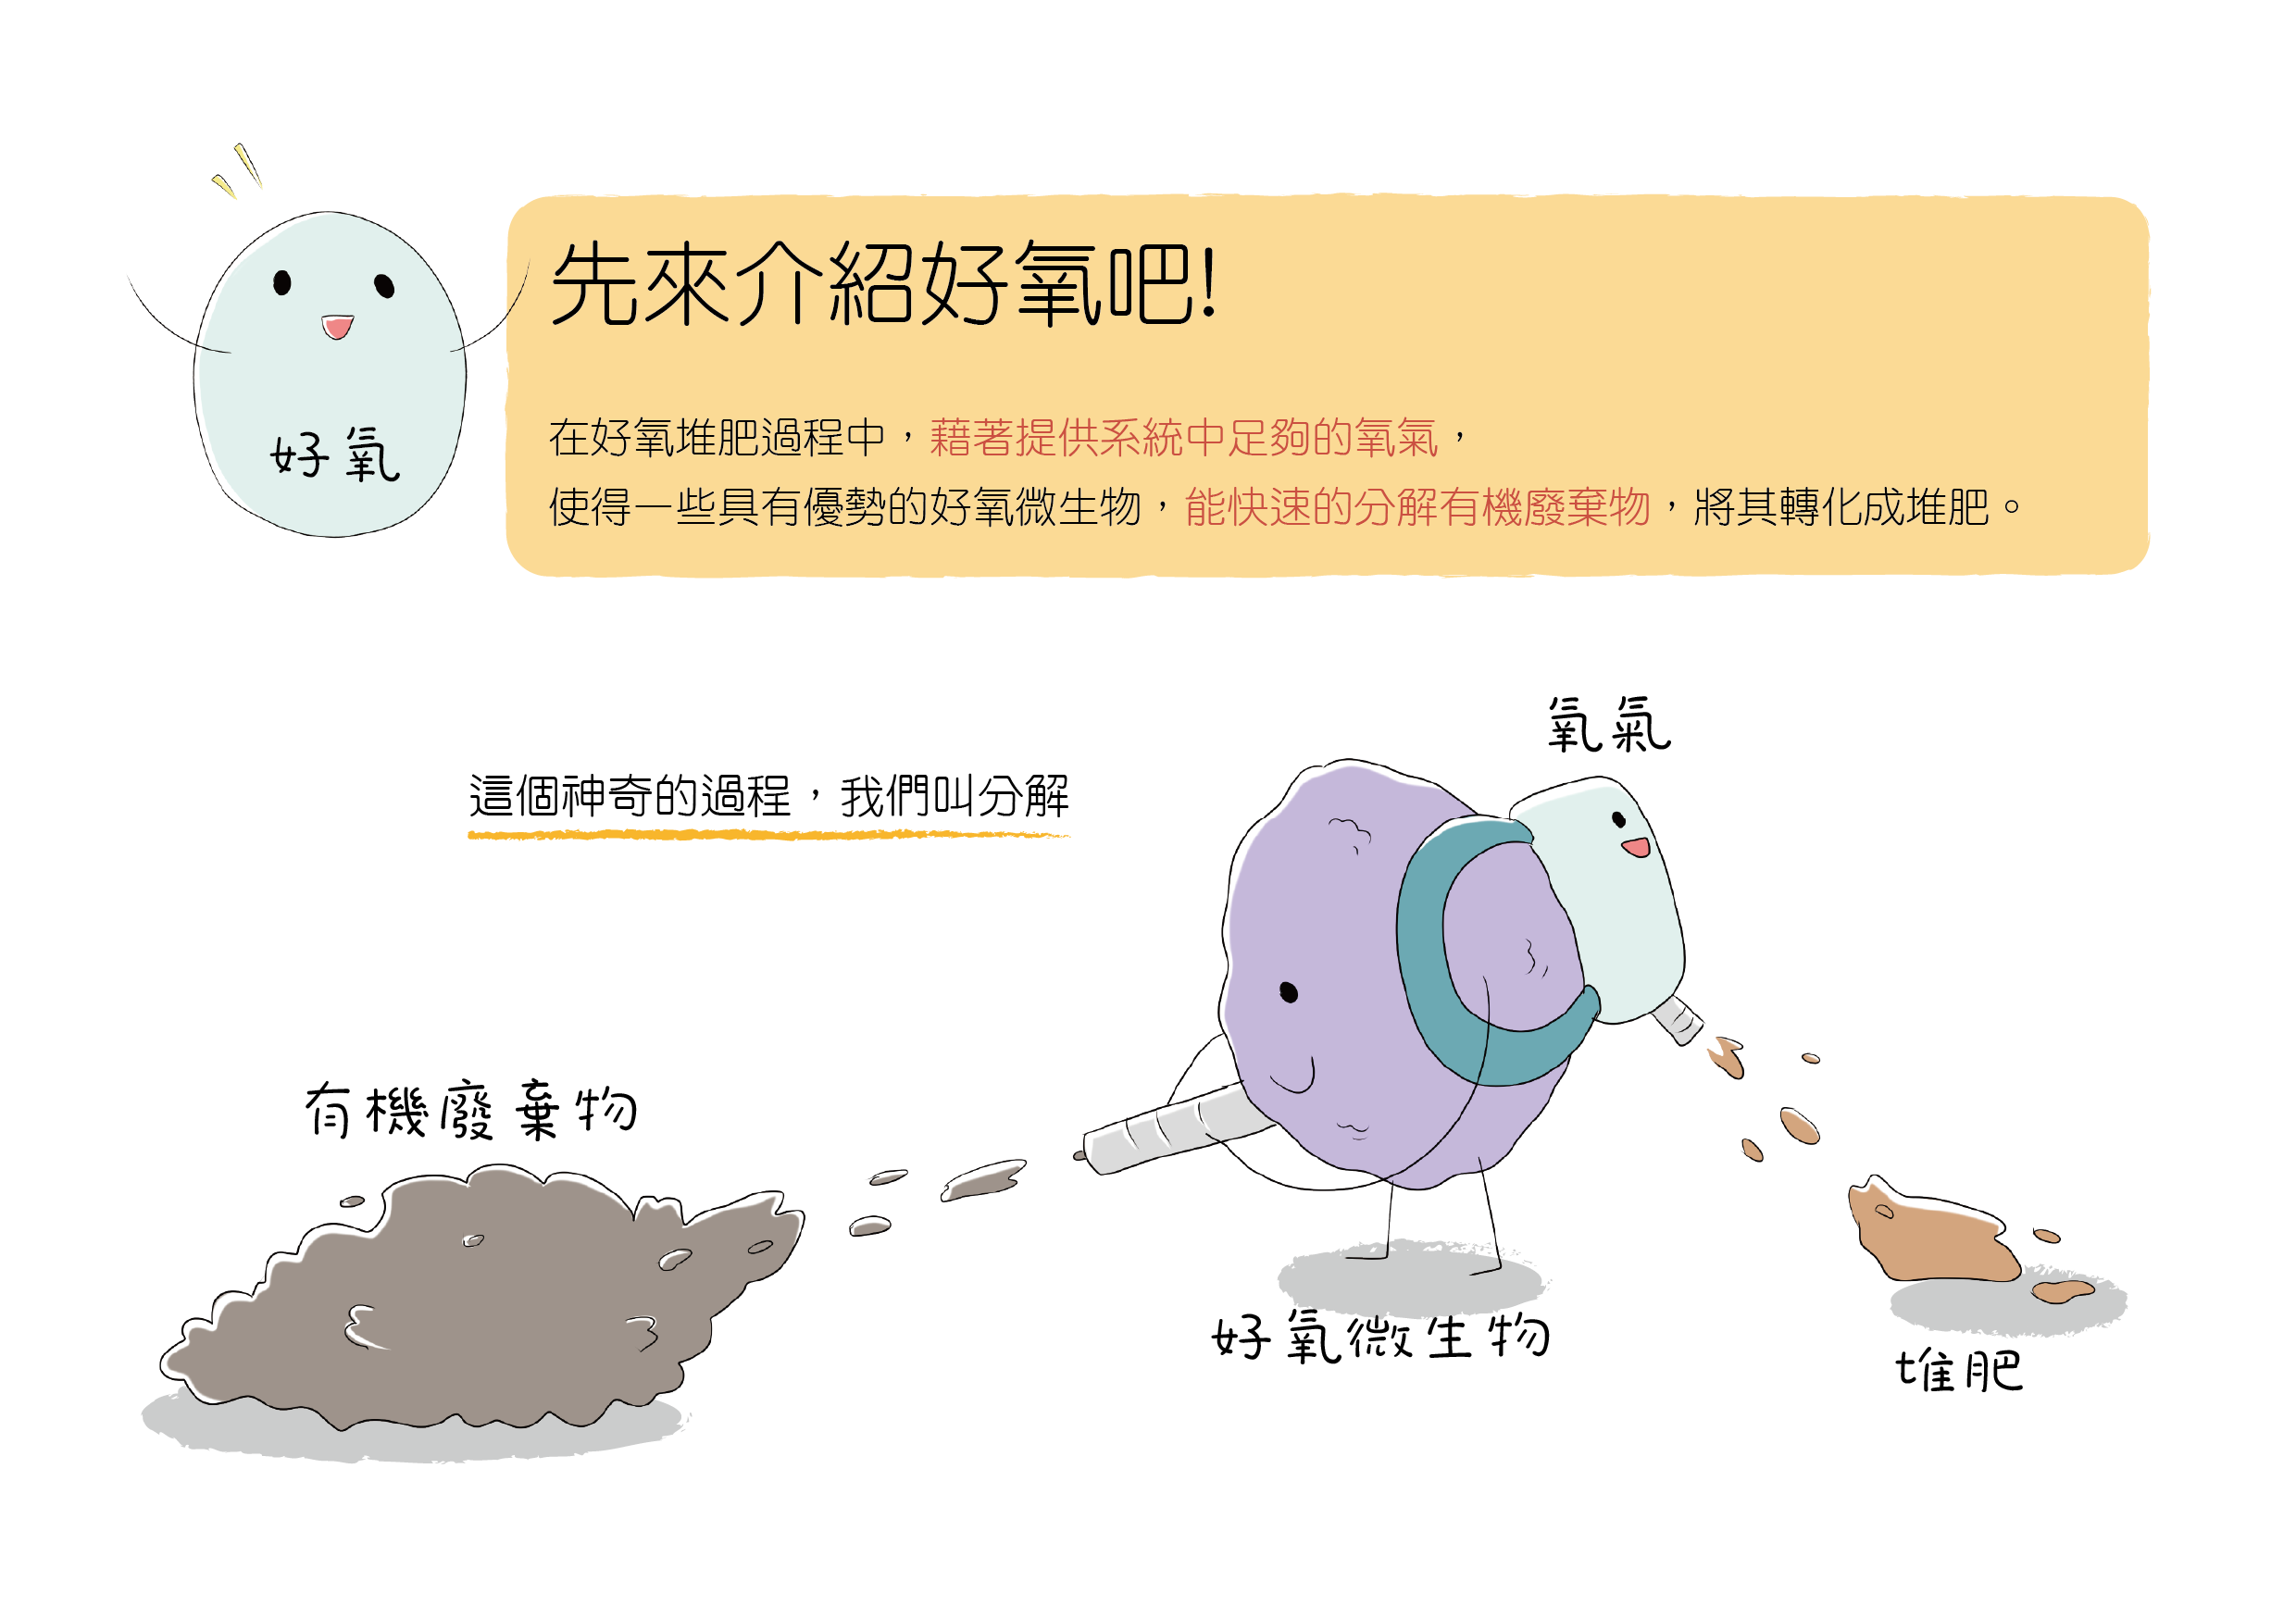 好氧
先來介紹好氧吧!
在好氧堆肥過程中，藉著提供系統中足夠的氧氣，
使得一些具有優勢的好氧微生物，能快速的分解有機廢棄物，將其轉化成堆肥。
氧氣
這個神奇的過程，我們叫分解
有機廢棄物
好氧微生物
堆肥